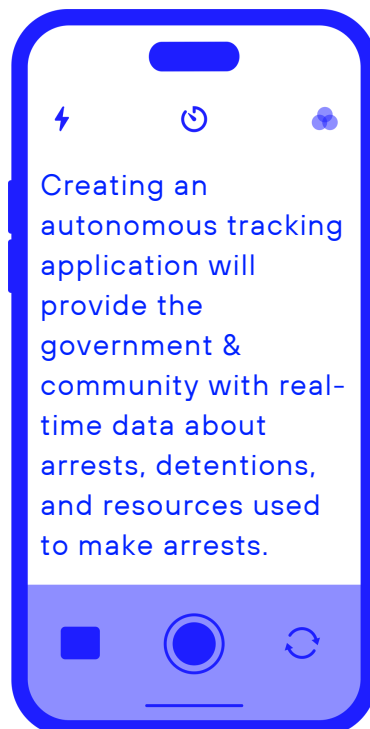 Creating an
autonomous tracking
application will
provide the
government &
community with real-
time data about
arrests, detentions,
and resources used
to make arrests.